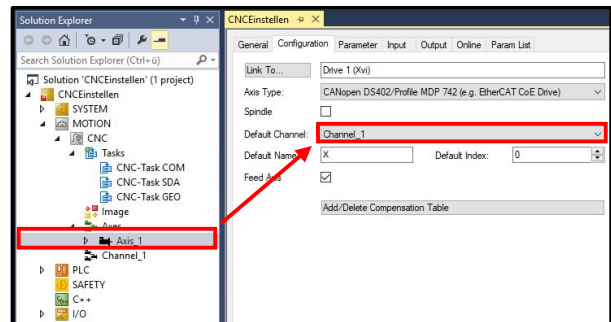 Solution Explorer
Search Solution Explorer (Ctrl+ü)
Solution 'CNCEinstellen' (1 project)
CNCEinstellen
SYSTEM
MOTION
CNC
Tasks
CNC-Task COM
CNC-Task SDA
CNC-Task GEO
Image
Axes
Axis_1
Channel_1
PLC
SAFETY
C++
I/O
CNCEinstellen
General Configuration Parameter Input Output Online Param List
Link To... Drive 1 (Xvi)
Axis Type: CANopen DS402/Profile MDP 742 (e.g. EtherCAT CoE Drive)
Spindle
Default Channel: Channel_1
Default Name: X Default Index: 0
Feed Axis
Add/Delete Compensation Table